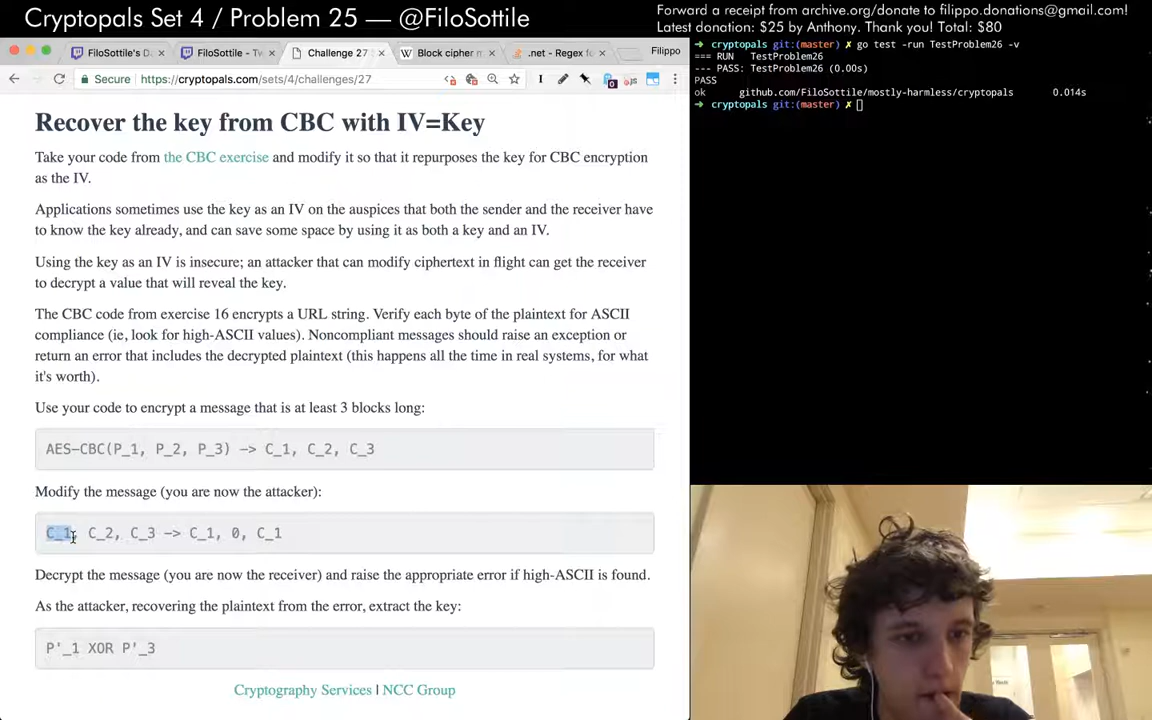 Cryptopals Set 4 / Problem 25 — @FiloSottile
Forward a receipt from archive.org/donate to filippo.donations@gmail.com!
Latest donation: $25 by Anthony. Thank you! Total: $80
FiloSottile's D
FiloSottile - Tw
Challenge 27
Block cipher m
.net - Regex fo
Filippo
Secure
https://cryptopals.com/sets/4/challenges/27
Recover the key from CBC with IV=Key
Take your code from the CBC exercise and modify it so that it repurposes the key for CBC encryption
as the IV.
Applications sometimes use the key as an IV on the auspices that both the sender and the receiver have
to know the key already, and can save some space by using it as both a key and an IV.
Using the key as an IV is insecure; an attacker that can modify ciphertext in flight can get the receiver
to decrypt a value that will reveal the key.
The CBC code from exercise 16 encrypts a URL string. Verify each byte of the plaintext for ASCII
compliance (ie, look for high-ASCII values). Noncompliant messages should raise an exception or
return an error that includes the decrypted plaintext (this happens all the time in real systems, for what
it's worth).
Use your code to encrypt a message that is at least 3 blocks long:
AES-CBC(P_1, P_2, P_3) -> C_1, C_2, C_3
Modify the message (you are now the attacker):
C_1, C_2, C_3 -> C_1, 0, C_1
Decrypt the message (you are now the receiver) and raise the appropriate error if high-ASCII is found.
As the attacker, recovering the plaintext from the error, extract the key:
P'_1 XOR P'_3
Cryptography Services | NCC Group
→ cryptopals git:(master) ✗ go test -run TestProblem26 -v
=== RUN TestProblem26
--- PASS: TestProblem26 (0.00s)
PASS
ok github.com/FiloSottile/mostly-harmless/cryptopals 0.014s
→ cryptopals git:(master) ✗